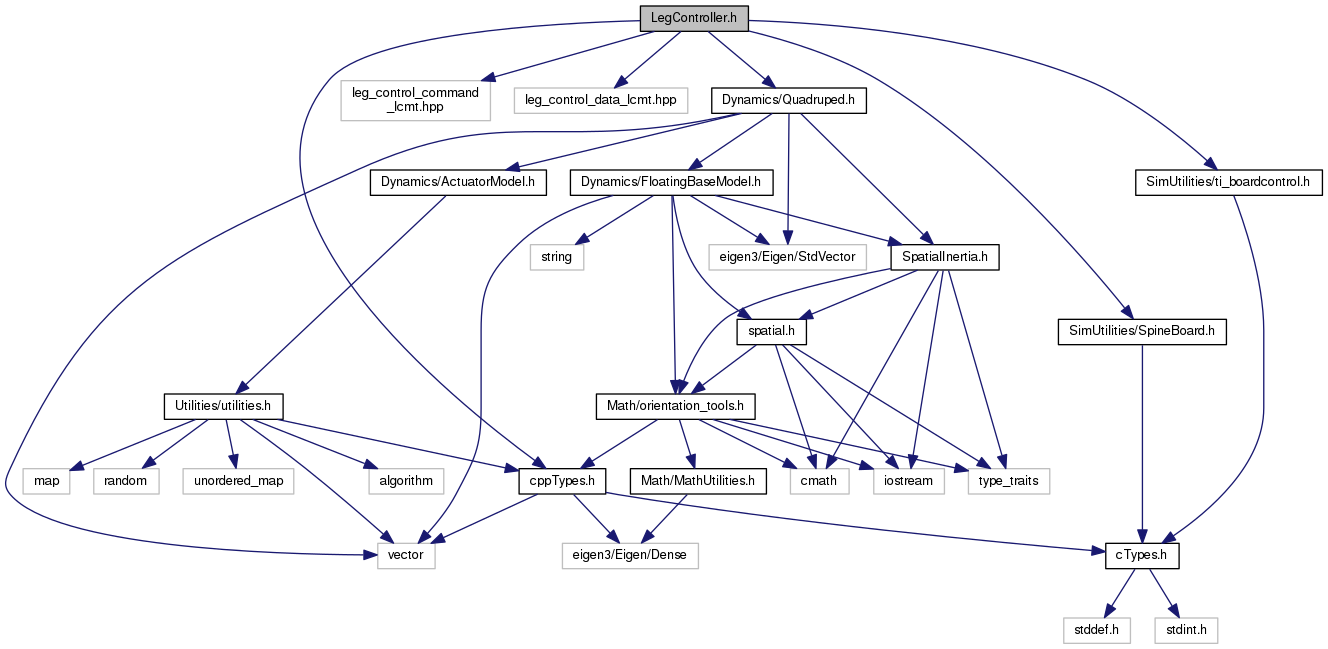 LegController.h
leg_control_command
_lcmt.hpp
leg_control_data_lcmt.hpp
Dynamics/Quadruped.h
Dynamics/ActuatorModel.h
Dynamics/FloatingBaseModel.h
SimUtilities/ti_boardcontrol.h
string
eigen3/Eigen/StdVector
SpatialInertia.h
spatial.h
SimUtilities/SpineBoard.h
Utilities/utilities.h
Math/orientation_tools.h
map
random
unordered_map
algorithm
cppTypes.h
Math/MathUtilities.h
cmath
iostream
type_traits
vector
eigen3/Eigen/Dense
cTypes.h
stddef.h
stdint.h